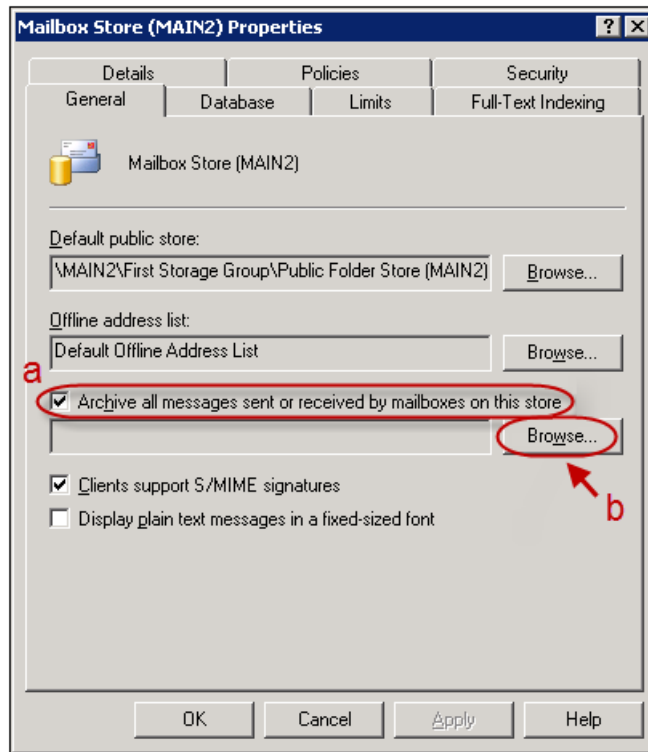 Mailbox Store (MAIN2) Properties
Details Policies Security
General Database Limits Full-Text Indexing
Mailbox Store (MAIN2)
Default public store:
\MAIN2\First Storage Group\Public Folder Store (MAIN2) Browse...
Offline address list:
Default Offline Address List Browse...
a
Archive all messages sent or received by mailboxes on this store
Browse...
Clients support S/MIME signatures
b
Display plain text messages in a fixed-sized font
OK Cancel Apply Help